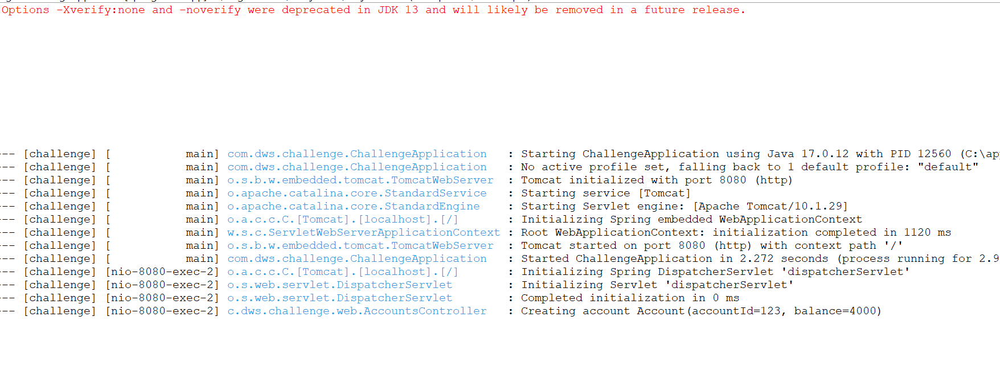 Options -Xverify:none and -noverify were deprecated in JDK 13 and will likely be removed in a future release.
--- [challenge] [           main] com.dws.challenge.ChallengeApplication   : Starting ChallengeApplication using Java 17.0.12 with PID 12560 (C:\ap
--- [challenge] [           main] com.dws.challenge.ChallengeApplication   : No active profile set, falling back to 1 default profile: "default"
--- [challenge] [           main] o.s.b.w.embedded.tomcat.TomcatWebServer  : Tomcat initialized with port 8080 (http)
--- [challenge] [           main] o.apache.catalina.core.StandardService   : Starting service [Tomcat]
--- [challenge] [           main] o.apache.catalina.core.StandardEngine    : Starting Servlet engine: [Apache Tomcat/10.1.29]
--- [challenge] [           main] o.a.c.c.C.[Tomcat].[localhost].[/]       : Initializing Spring embedded WebApplicationContext
--- [challenge] [           main] w.s.c.ServletWebServerApplicationContext : Root WebApplicationContext: initialization completed in 1120 ms
--- [challenge] [           main] o.s.b.w.embedded.tomcat.TomcatWebServer  : Tomcat started on port 8080 (http) with context path '/'
--- [challenge] [           main] com.dws.challenge.ChallengeApplication   : Started ChallengeApplication in 2.272 seconds (process running for 2.9
--- [challenge] [nio-8080-exec-2] o.a.c.c.C.[Tomcat].[localhost].[/]       : Initializing Spring DispatcherServlet 'dispatcherServlet'
--- [challenge] [nio-8080-exec-2] o.s.web.servlet.DispatcherServlet        : Initializing Servlet 'dispatcherServlet'
--- [challenge] [nio-8080-exec-2] o.s.web.servlet.DispatcherServlet        : Completed initialization in 0 ms
--- [challenge] [nio-8080-exec-2] c.dws.challenge.web.AccountsController   : Creating account Account(accountId=123, balance=4000)